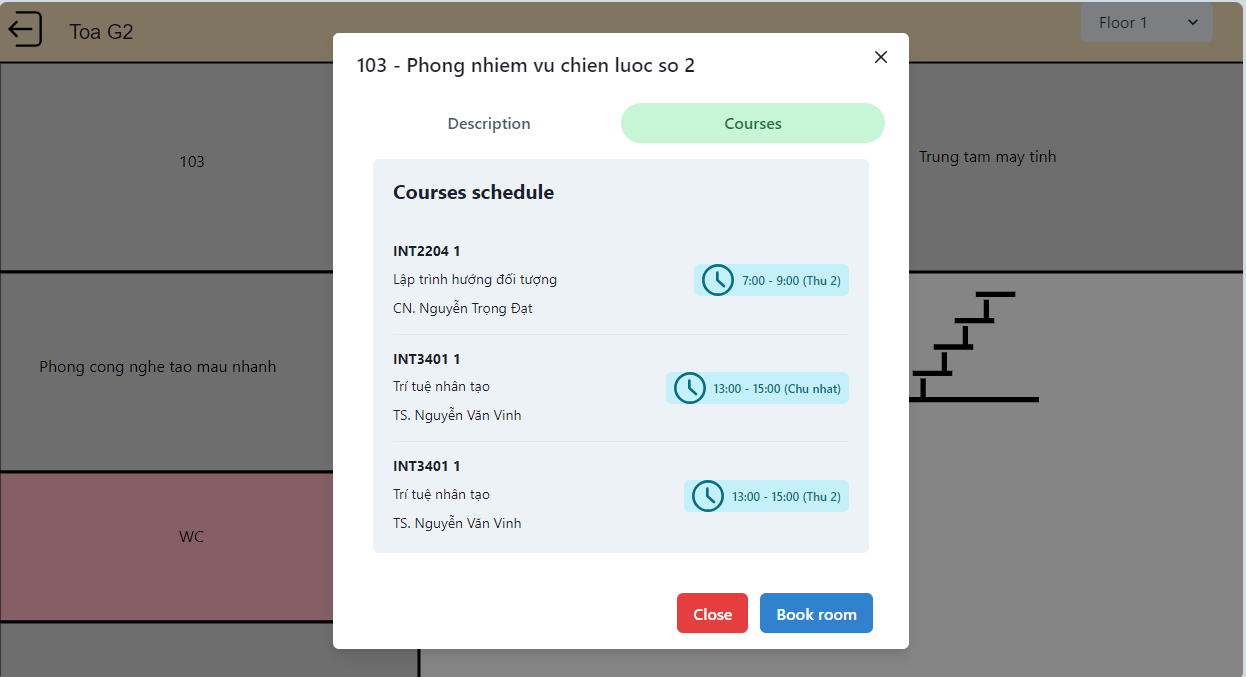 Toa G2
Floor 1
103 - Phong nhiem vu chien luoc so 2
Description
Courses
103
Trung tam may tinh
Courses schedule
INT2204 1
Lập trình hướng đối tượng
CN. Nguyễn Trọng Đạt
7:00 - 9:00 (Thu 2)
INT3401 1
Trí tuệ nhân tạo
TS. Nguyễn Văn Vinh
13:00 - 15:00 (Chu nhat)
INT3401 1
Trí tuệ nhân tạo
TS. Nguyễn Văn Vinh
13:00 - 15:00 (Thu 2)
Phong cong nghe tao mau nhanh
WC
Close
Book room